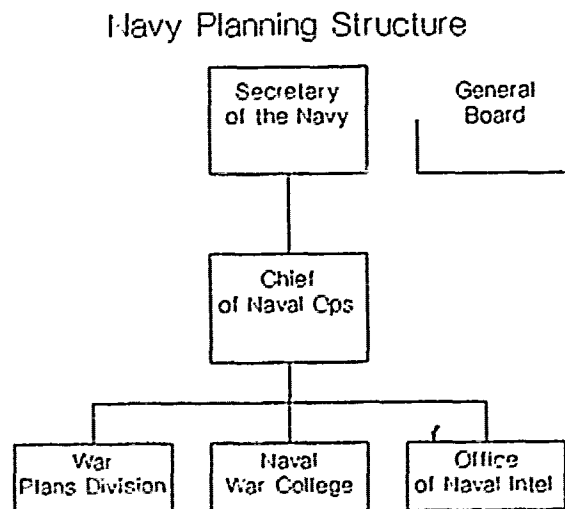 Navy Planning Structure
Secretary
of the Navy
General
Board
Chief
of Naval Ops
War
Plans Division
Naval
War College
Office
of Naval Intel